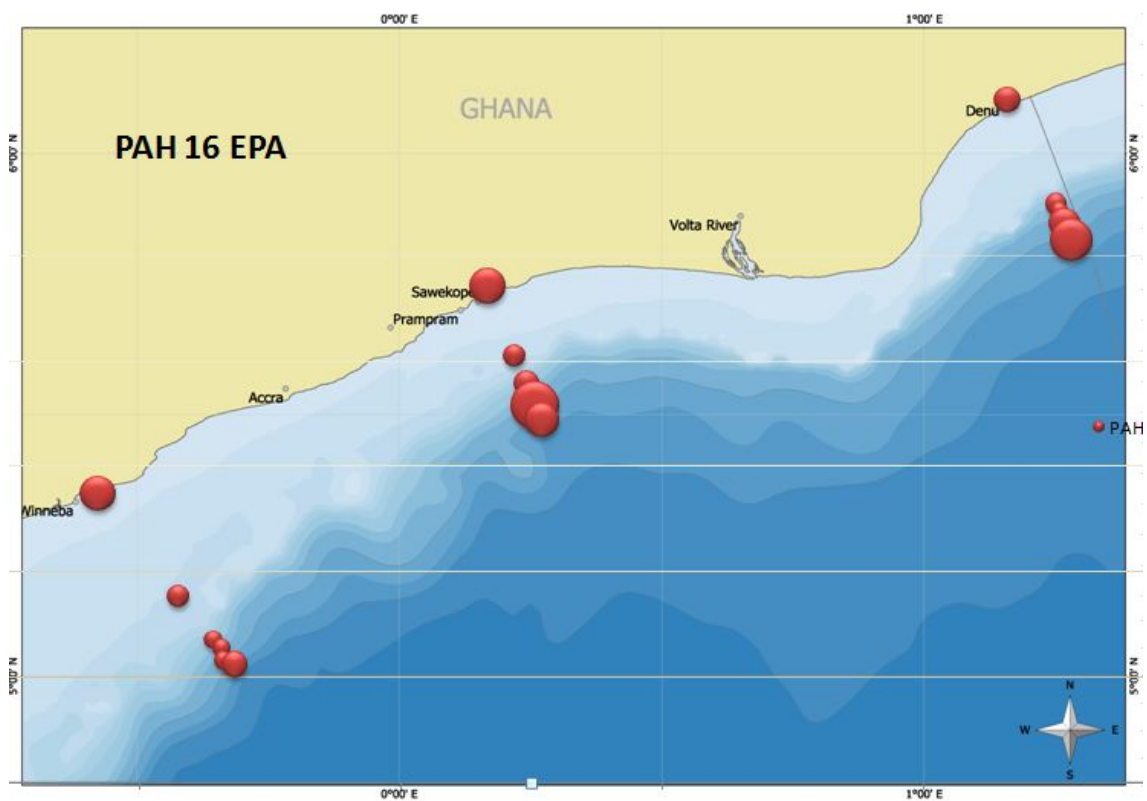 0°00' E
1°00' E
GHANA
PAH 16 EPA
Denu
6°00' N
6°00' N
Volta River
Sawekope
Prampram
Accra
PAH
Winneba
5°00' N
5°00' N
N
W
E
S
0°00' E
1°00' E